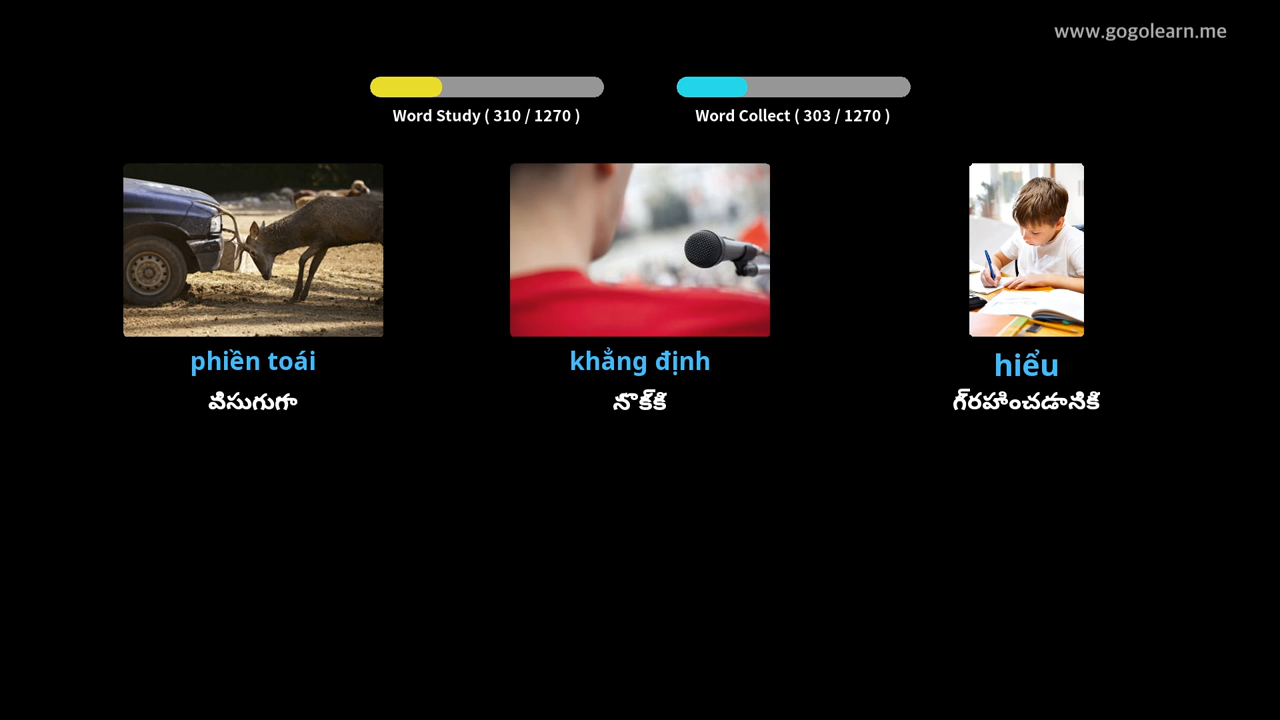 www.gogolearn.me
Word Study ( 310 / 1270 )
Word Collect ( 303 / 1270 )
phiền toái
khẳng định
hiểu
విసుగుగా
నొక్కి
గ్రహించడానికి